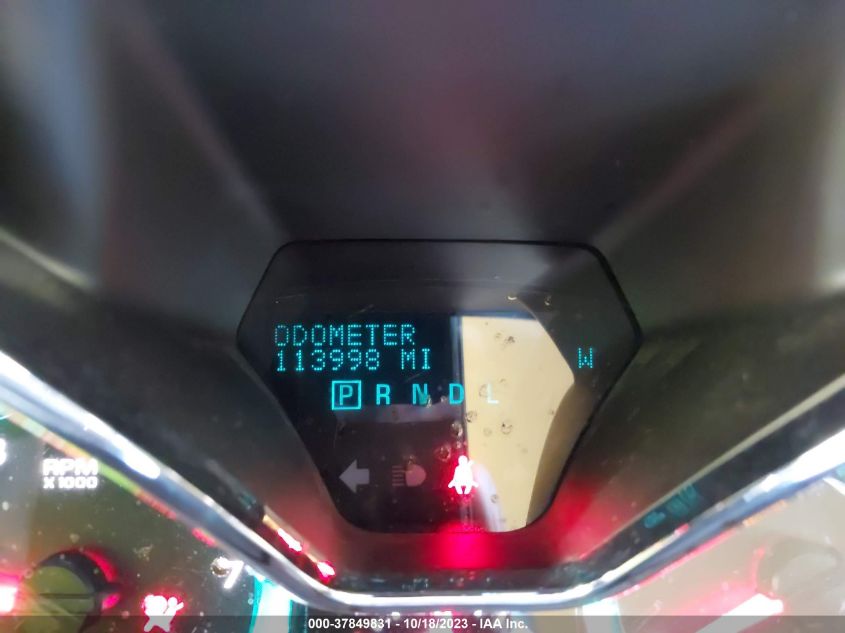 ODOMETER
113998 MI W
P R N D L
RPM
X 1000
7
000-37849831 - 10/18/2023 - IAA Inc.